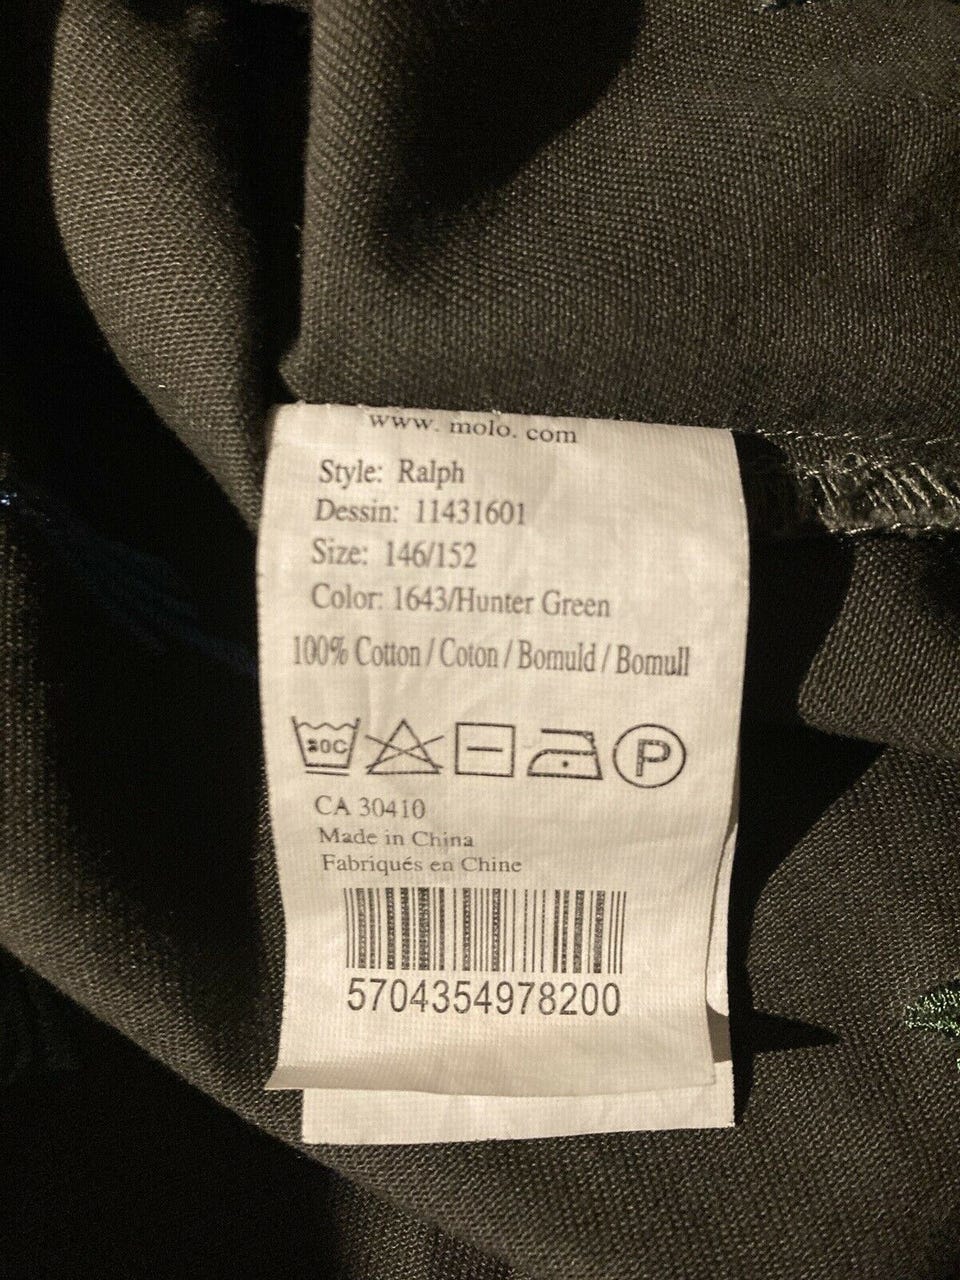 www. molo. com
Style: Ralph
Dessin: 11431601
Size: 146/152
Color: 1643/Hunter Green
100% Cotton / Coton / Bomuld / Bomull
P
CA 30410
Made in China
Fabriqués en Chine
5704354978200